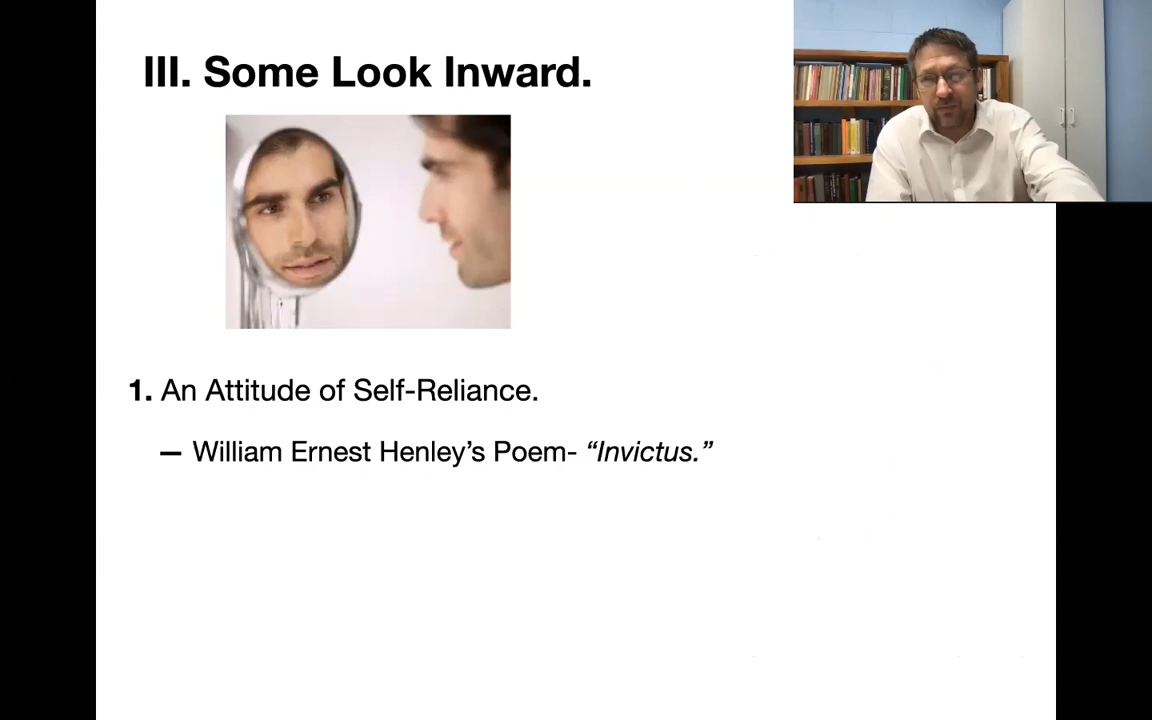 III. Some Look Inward.
1. An Attitude of Self-Reliance.
— William Ernest Henley’s Poem- “Invictus.”